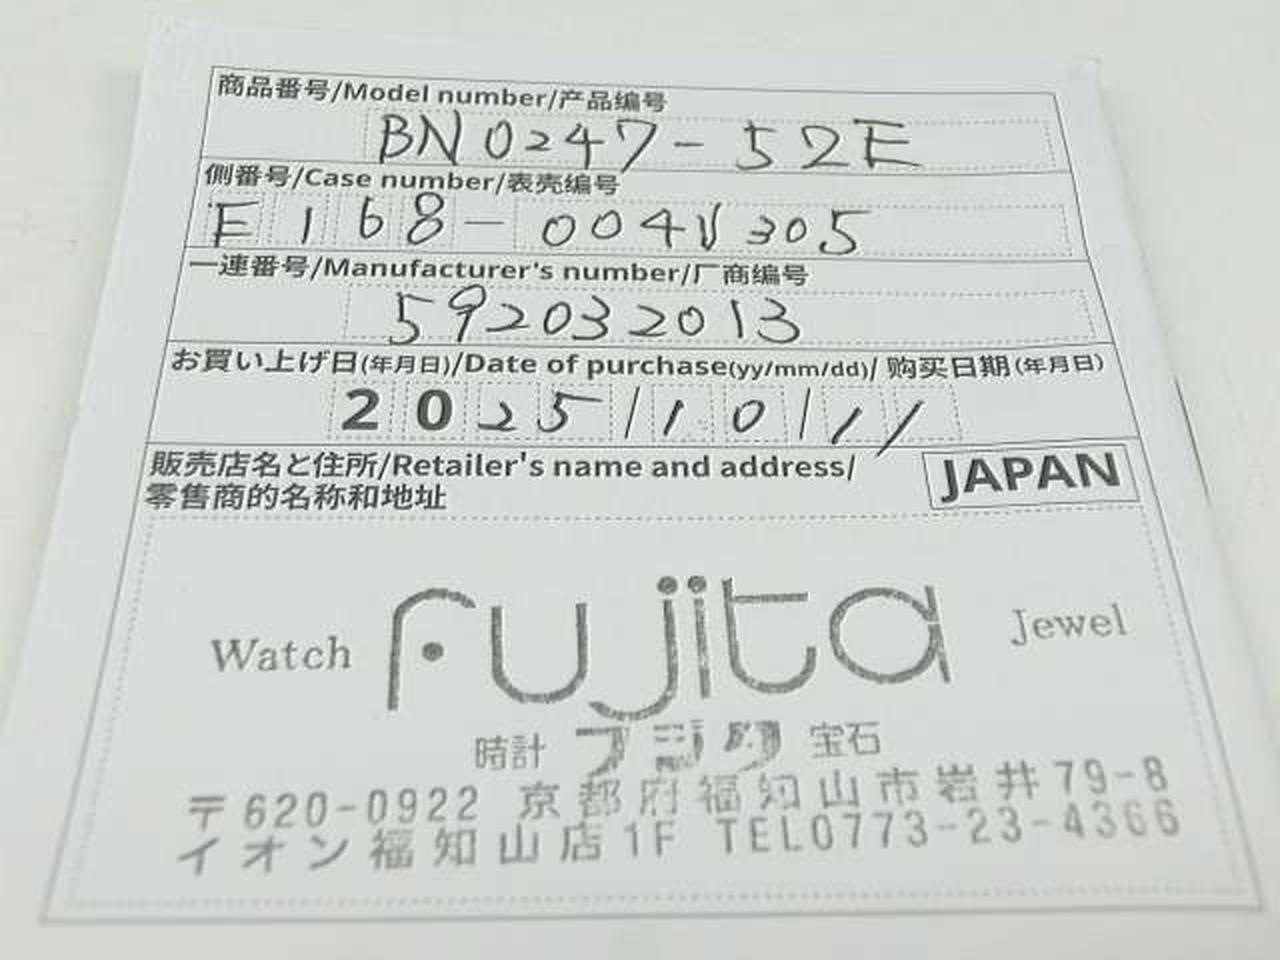 商品番号/Model number/产品编号
BN0247-52E
側番号/Case number/表壳编号
E168-004V305
一連番号/Manufacturer's number/厂商编号
592032013
お買い上げ日(年月日)/Date of purchase(yy/mm/dd)/购买日期(年月日)
2025/10/11
販売店名と住所/Retailer's name and address/
零售商的名称和地址
JAPAN
Watch fujita Jewel
時計 フジタ 宝石
〒620-0922 京都府福知山市岩井79-8
イオン福知山店1F TEL0773-23-4366